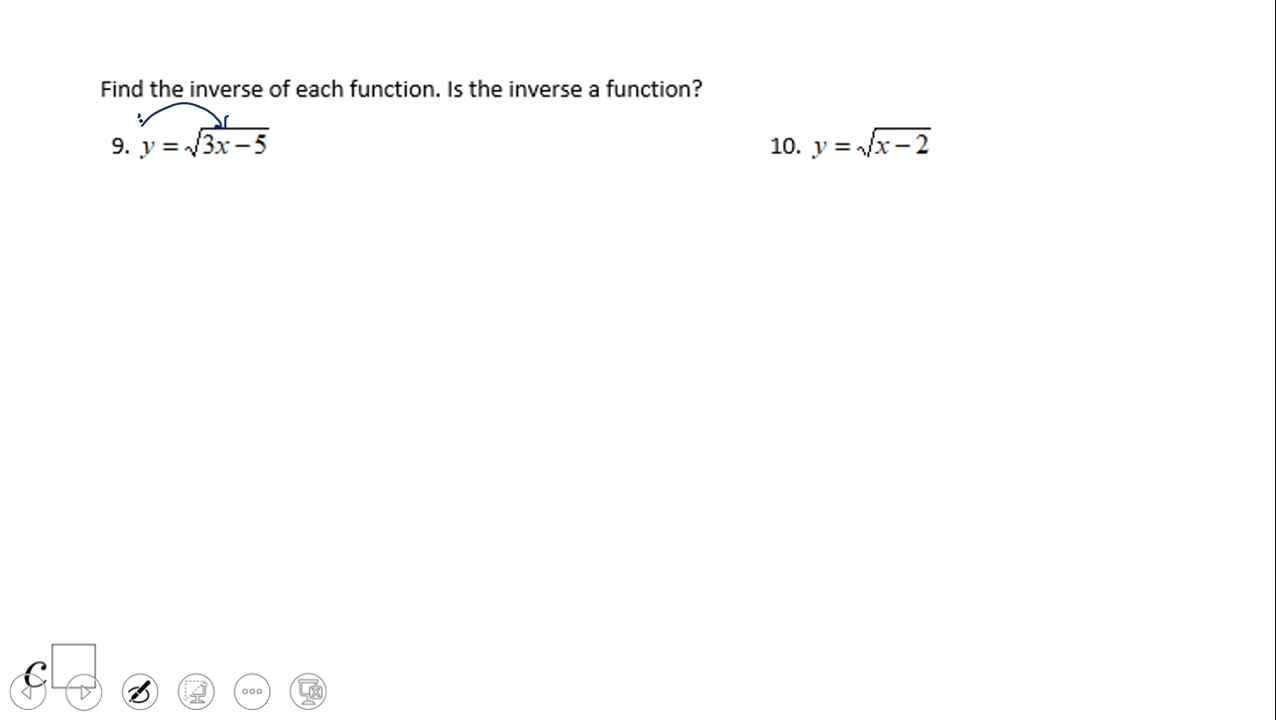 Find the inverse of each function. Is the inverse a function?
9. y = √3x − 5
10. y = √x − 2
C